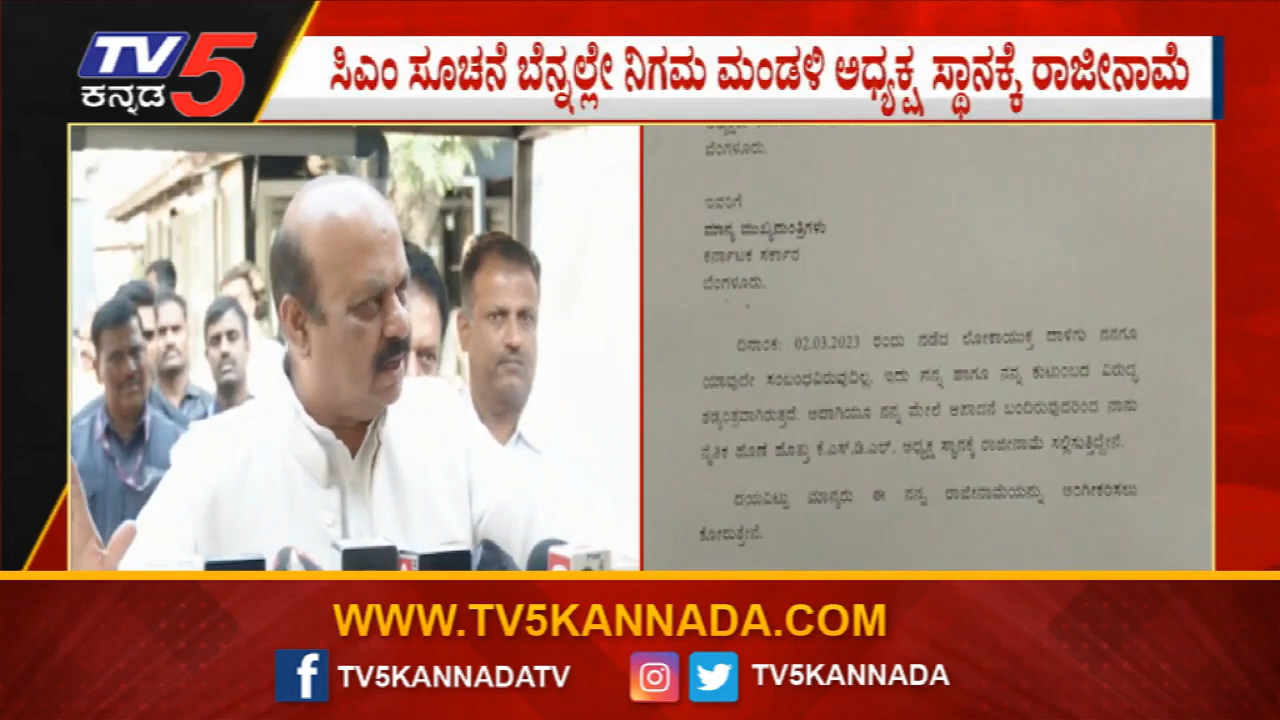 TV5
ಕನ್ನಡ
ಸಿಎಂ ಸೂಚನೆ ಬೆನ್ನಲ್ಲೇ ನಿಗಮ ಮಂಡಳಿ ಅಧ್ಯಕ್ಷ ಸ್ಥಾನಕ್ಕೆ ರಾಜೀನಾಮೆ
ಬೆಂಗಳೂರು.
ಇವರಿಗೆ
ಮಾನ್ಯ ಮುಖ್ಯಮಂತ್ರಿಗಳು
ಕರ್ನಾಟಕ ಸರ್ಕಾರ
ಬೆಂಗಳೂರು.
ದಿನಾಂಕ: 02.03.2023 ರಂದು ನಡೆದ ಲೋಕಾಯುಕ್ತ ದಾಳಿಗು ನನಗೂ
ಯಾವುದೇ ಸಂಬಂಧವಿರುವುದಿಲ್ಲ. ಇದು ನನ್ನ ಹಾಗೂ ನನ್ನ ಕುಟುಂಬದ ವಿರುದ್ಧ
ಷಡ್ಯಂತ್ರವಾಗಿರುತ್ತದೆ. ಆದಾಗಿಯೂ ನನ್ನ ಮೇಲೆ ಆಪಾದನೆ ಬಂದಿರುವುದರಿಂದ ನಾನು
ನೈತಿಕ ಹೊಣೆ ಹೊತ್ತು ಕೆ.ಎಸ್.ಡಿ.ಎಲ್. ಅಧ್ಯಕ್ಷ ಸ್ಥಾನಕ್ಕೆ ರಾಜೀನಾಮೆ ಸಲ್ಲಿಸುತ್ತಿದ್ದೇನೆ.
ದಯವಿಟ್ಟು ಮಾನ್ಯರು ಈ ನನ್ನ ರಾಜೀನಾಮೆಯನ್ನು ಅಂಗೀಕರಿಸಲು
ಕೋರುತ್ತೇನೆ.
WWW.TV5KANNADA.COM
TV5KANNADATV
TV5KANNADA